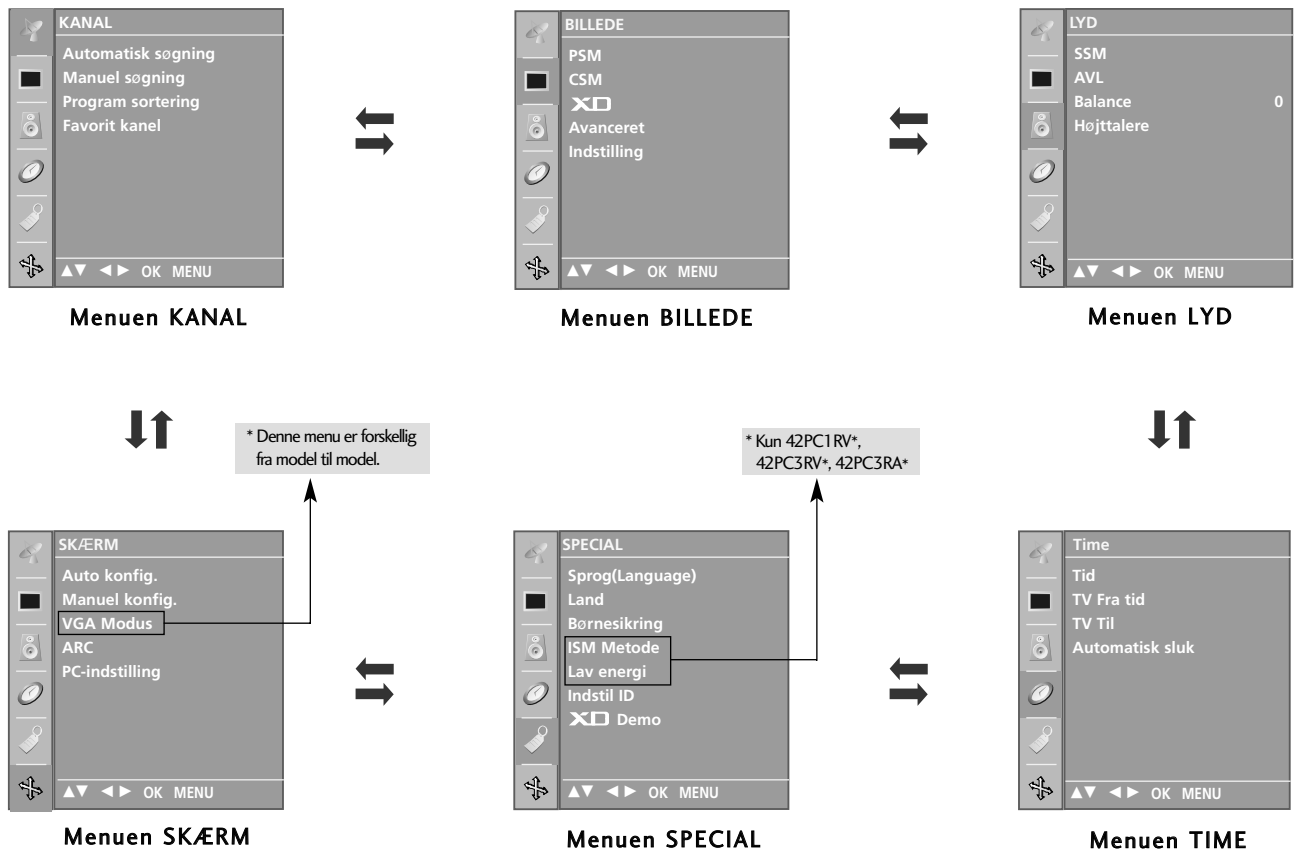 KANAL
Automatisk søgning
Manuel søgning
Program sortering
Favorit kanel
▲▼ ◄► OK MENU
Menuen KANAL
BILLEDE
PSM
CSM
XD
Avanceret
Indstilling
▲▼ ◄► OK MENU
Menuen BILLEDE
LYD
SSM
AVL
Balance 0
Højttalere
▲▼ ◄► OK MENU
Menuen LYD
* Denne menu er forskellig
fra model til model.
* Kun 42PC1RV*,
42PC3RV*, 42PC3RA*
SKÆRM
Auto konfig.
Manuel konfig.
VGA Modus
ARC
PC-indstilling
▲▼ ◄► OK MENU
Menuen SKÆRM
SPECIAL
Sprog(Language)
Land
Børnesikring
ISM Metode
Lav energi
Indstil ID
XD Demo
▲▼ ◄► OK MENU
Menuen SPECIAL
Time
Tid
TV Fra tid
TV Til
Automatisk sluk
▲▼ ◄► OK MENU
Menuen TIME